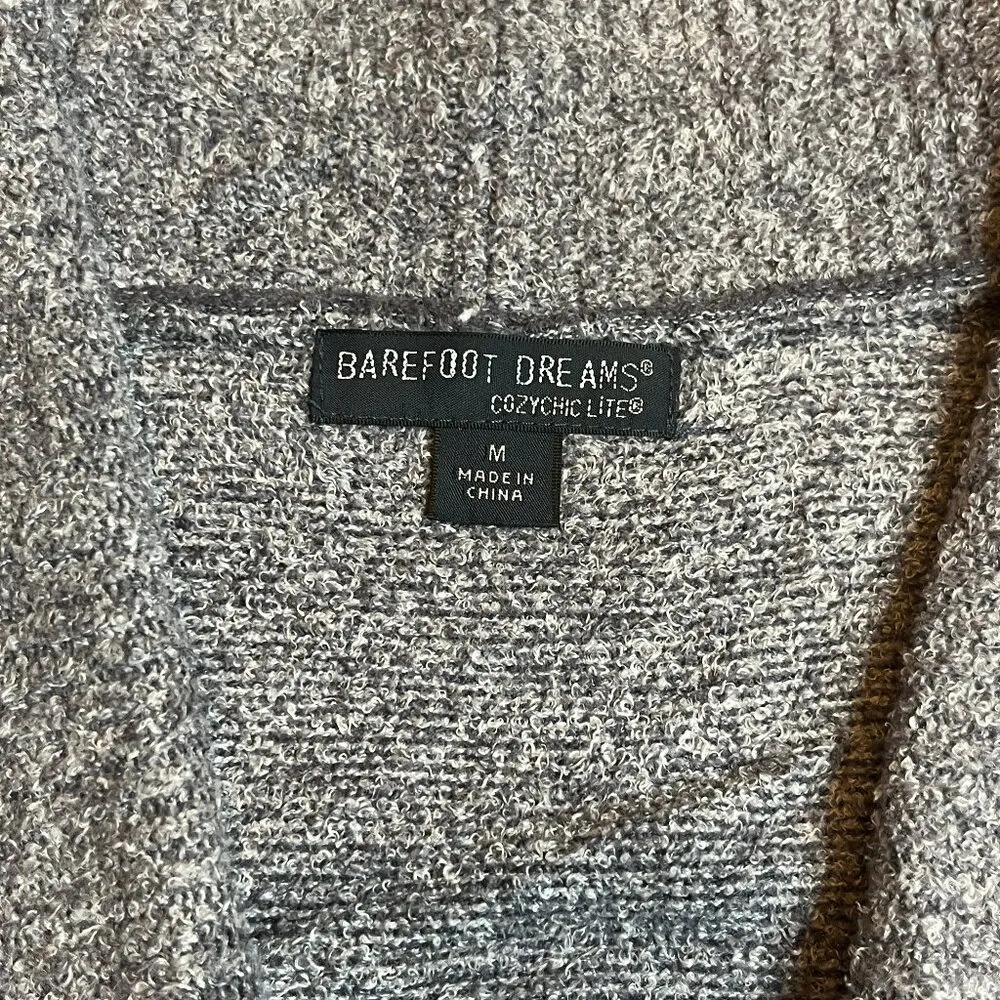 BAREFOOT DREAMS®
COZYCHIC LITE®
M
MADE IN
CHINA